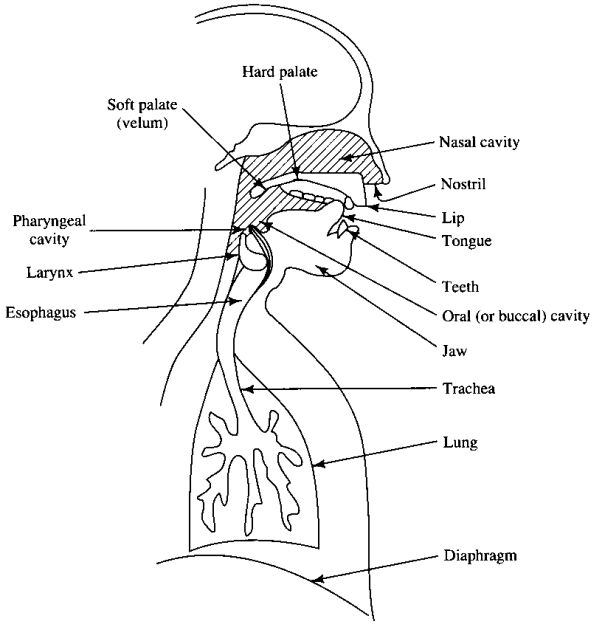 Hard palate
Soft palate
(velum)
Nasal cavity
Nostril
Lip
Pharyngeal
cavity
Tongue
Larynx
Teeth
Esophagus
Oral (or buccal) cavity
Jaw
Trachea
Lung
Diaphragm